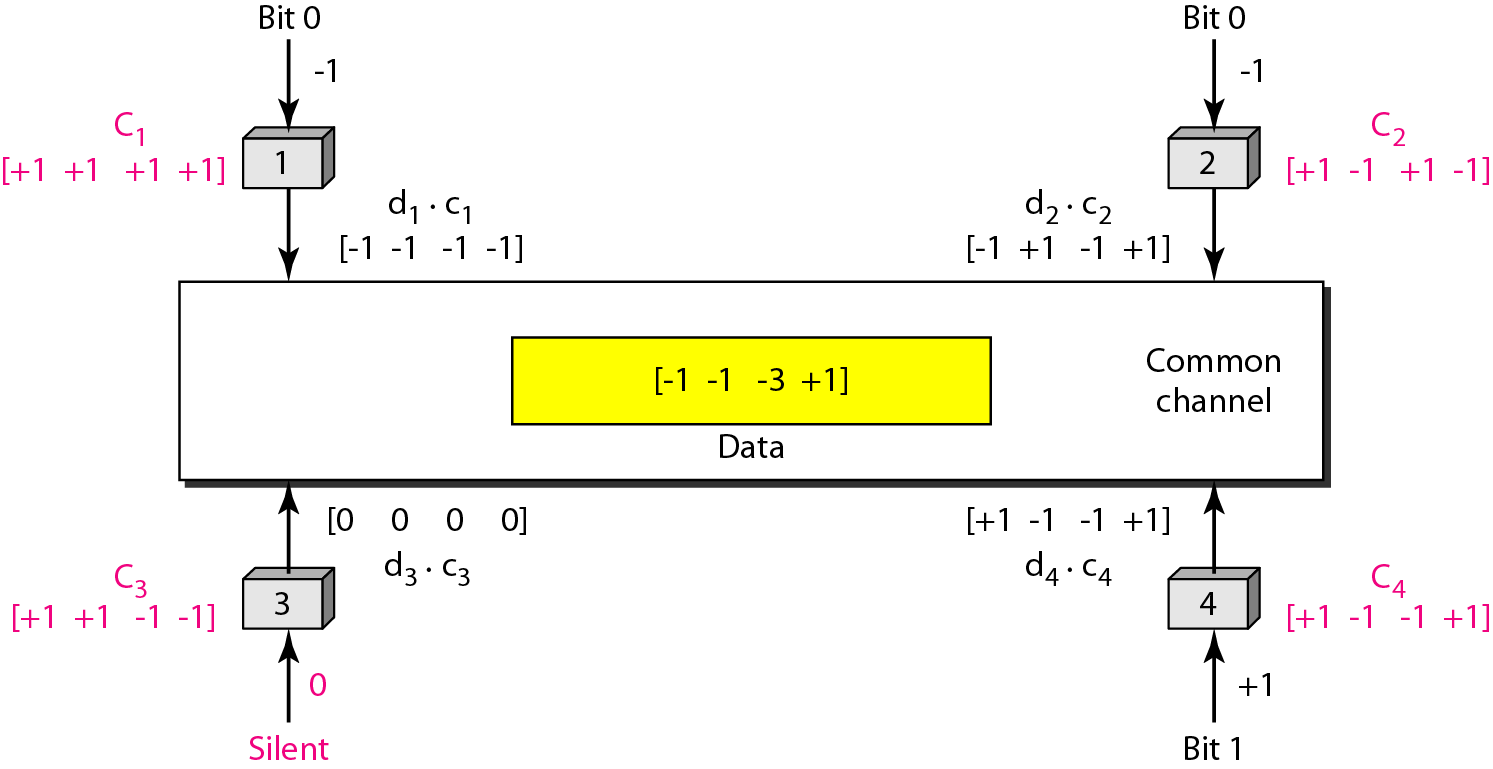 Bit 0
Bit 0
-1
-1
C1
C2
[+1 +1 +1 +1]
1
2
[+1 -1 +1 -1]
d1 . c1
d2 . c2
[-1 -1 -1 -1]
[-1 +1 -1 +1]
[-1 -1 -3 +1]
Common
channel
Data
[0 0 0 0]
[+1 -1 -1 +1]
d3 . c3
d4 . c4
C3
C4
[+1 +1 -1 -1]
3
4
[+1 -1 -1 +1]
0
+1
Silent
Bit 1